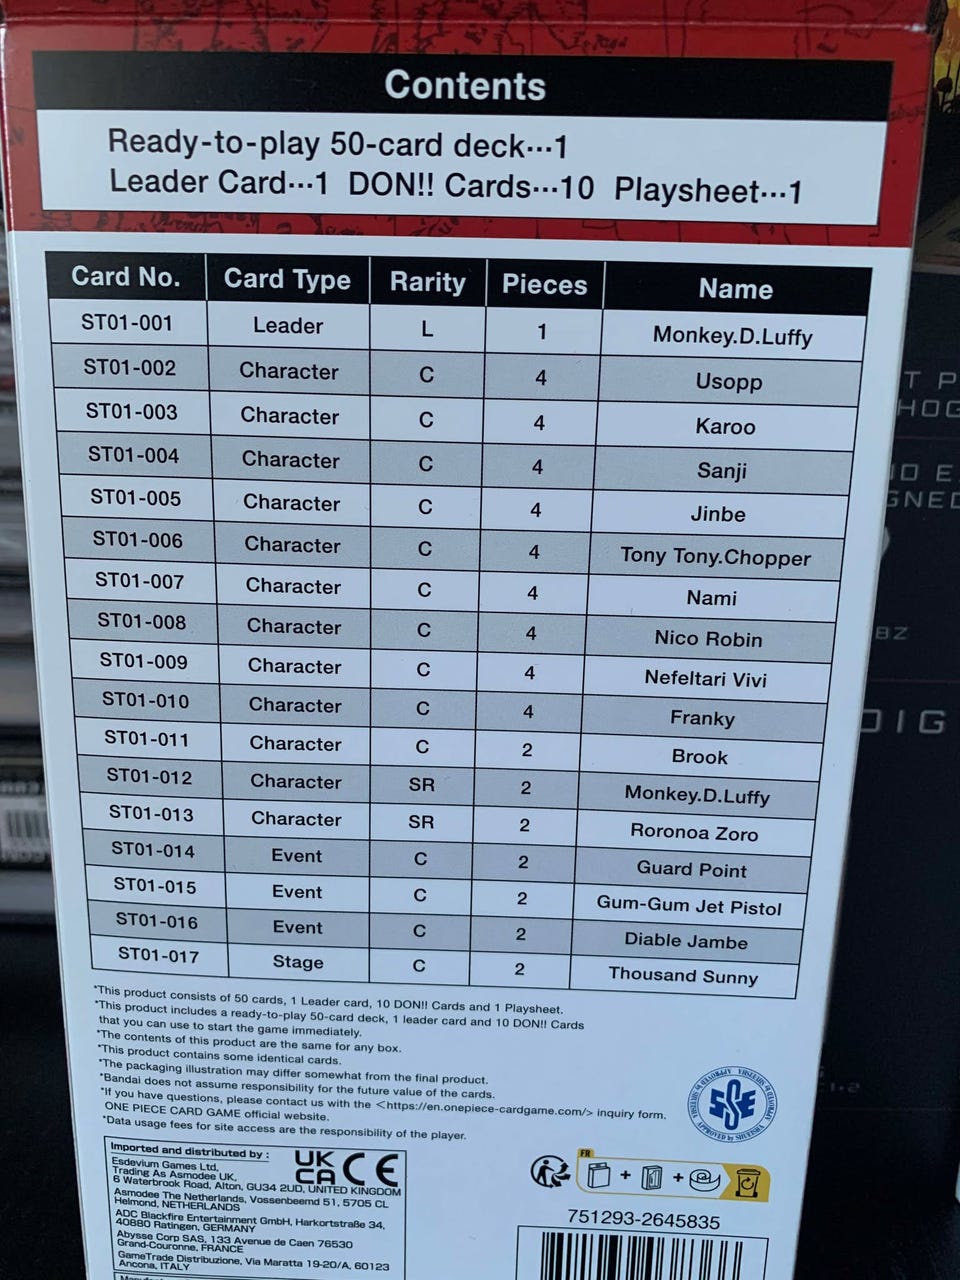 Contents
Ready-to-play 50-card deck···1
Leader Card···1 DON!! Cards···10 Playsheet···1
Card No. Card Type Rarity Pieces Name
ST01-001 Leader L 1 Monkey.D.Luffy
ST01-002 Character C 4 Usopp
ST01-003 Character C 4 Karoo
ST01-004 Character C 4 Sanji
ST01-005 Character C 4 Jinbe
ST01-006 Character C 4 Tony Tony.Chopper
ST01-007 Character C 4 Nami
ST01-008 Character C 4 Nico Robin
ST01-009 Character C 4 Nefeltari Vivi
ST01-010 Character C 4 Franky
ST01-011 Character C 2 Brook
ST01-012 Character SR 2 Monkey.D.Luffy
ST01-013 Character SR 2 Roronoa Zoro
ST01-014 Event C 2 Guard Point
ST01-015 Event C 2 Gum-Gum Jet Pistol
ST01-016 Event C 2 Diable Jambe
ST01-017 Stage C 2 Thousand Sunny
*This product consists of 50 cards, 1 Leader card, 10 DON!! Cards and 1 Playsheet.
*This product includes a ready-to-play 50-card deck, 1 leader card and 10 DON!! Cards
that you can use to start the game immediately.
*The contents of this product are the same for any box.
*This product contains some identical cards.
*The packaging illustration may differ somewhat from the final product.
*Bandai does not assume responsibility for the future value of the cards.
*If you have questions, please contact us with the <https://en.onepiece-cardgame.com/> inquiry form.
ONE PIECE CARD GAME official website.
*Data usage fees for site access are the responsibility of the player.
Imported and distributed by :
Esdevium Games Ltd,
Trading As Asmodee UK,
6 Waterbrook Road, Alton, GU34 2UD, UNITED KINGDOM
Asmodee The Netherlands, Vossenbeemd 51, 5705 CL
Helmond, NETHERLANDS
ADC Blackfire Entertainment GmbH, Harkortstraße 34,
40880 Ratingen, GERMANY
Abysse Corp SAS, 133 Avenue de Caen 76530
Grand-Couronne, FRANCE
GameTrade Distribuzione, Via Maratta 19-20/A, 60123
Ancona, ITALY
UK
CA CE
APPROVED by SHUEISHA
FR
+ +
751293-2645835
T P
HOG
IO E
GNED
BZ
DIG